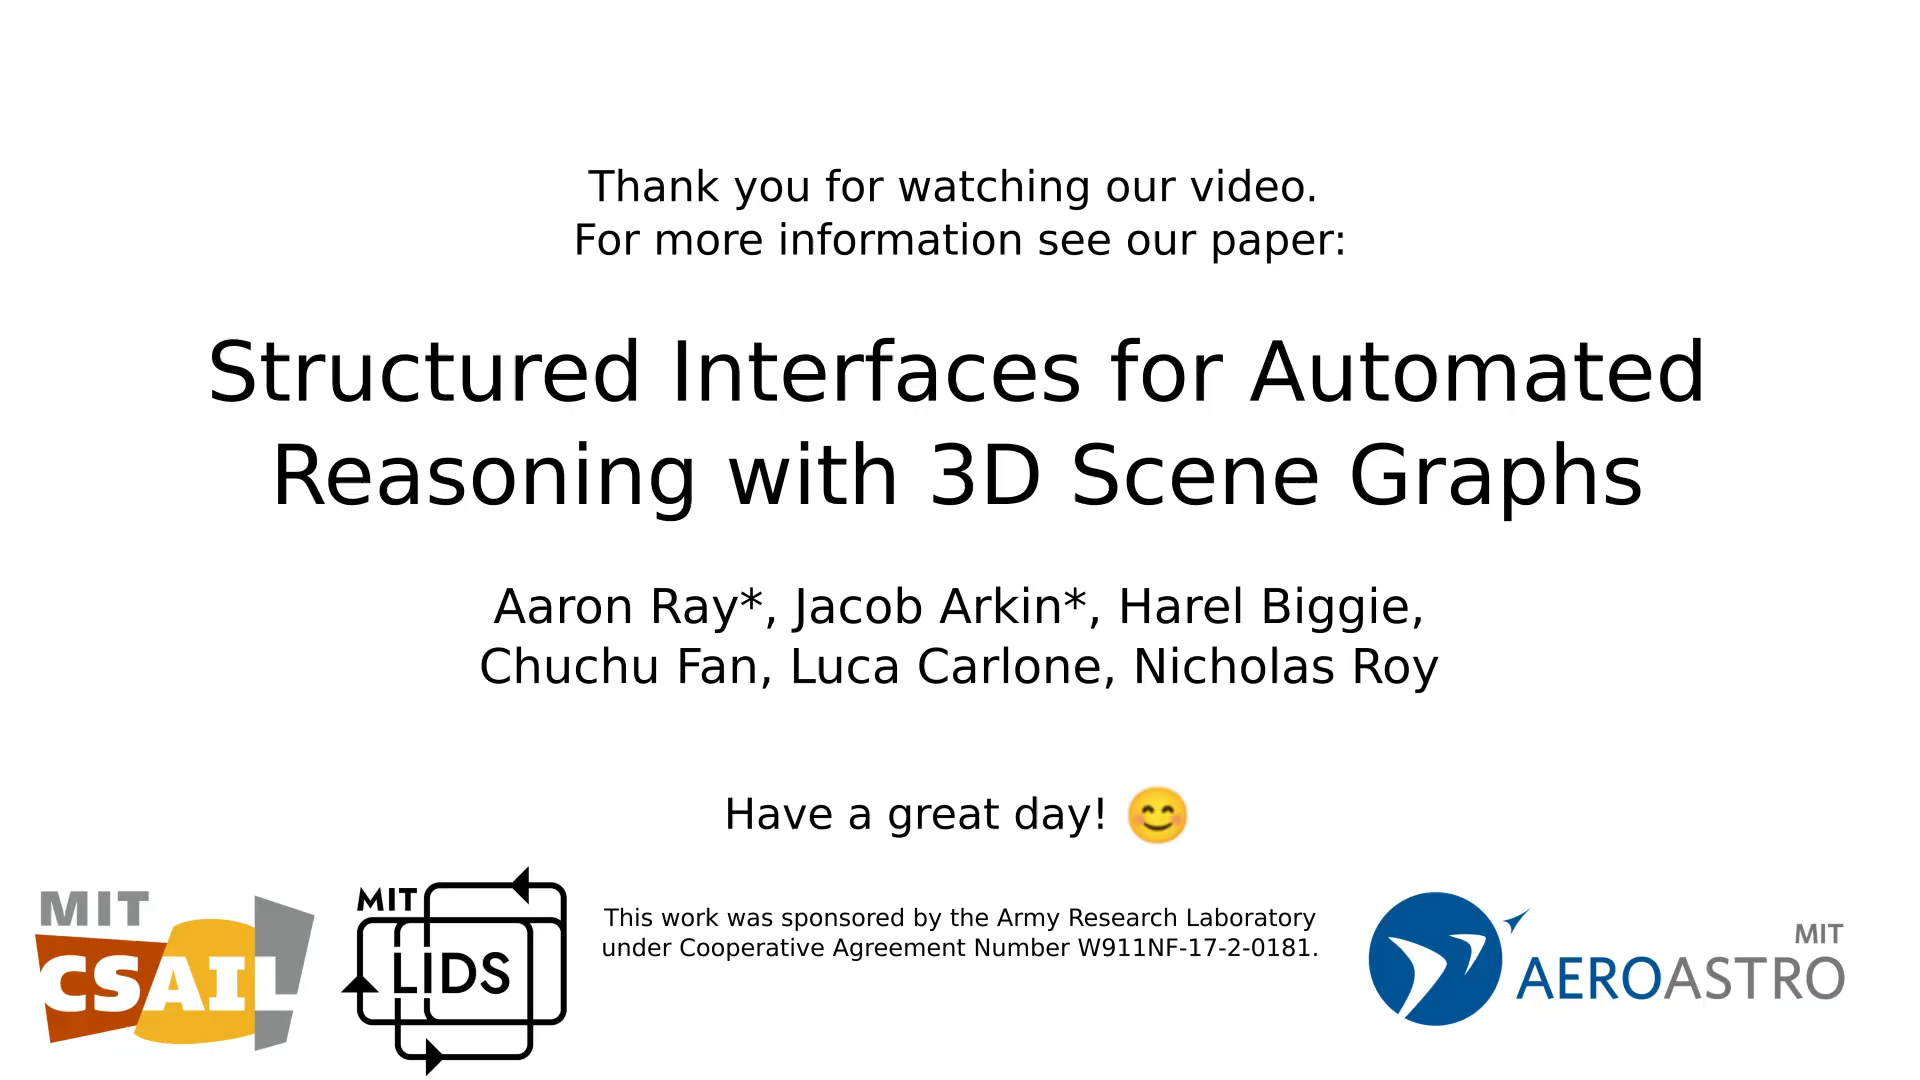 Thank you for watching our video.
For more information see our paper:
Structured Interfaces for Automated
Reasoning with 3D Scene Graphs
Aaron Ray*, Jacob Arkin*, Harel Biggie,
Chuchu Fan, Luca Carlone, Nicholas Roy
Have a great day! 😊
MIT
CSAIL
MIT
LIDS
This work was sponsored by the Army Research Laboratory
under Cooperative Agreement Number W911NF-17-2-0181.
MIT
AEROASTRO